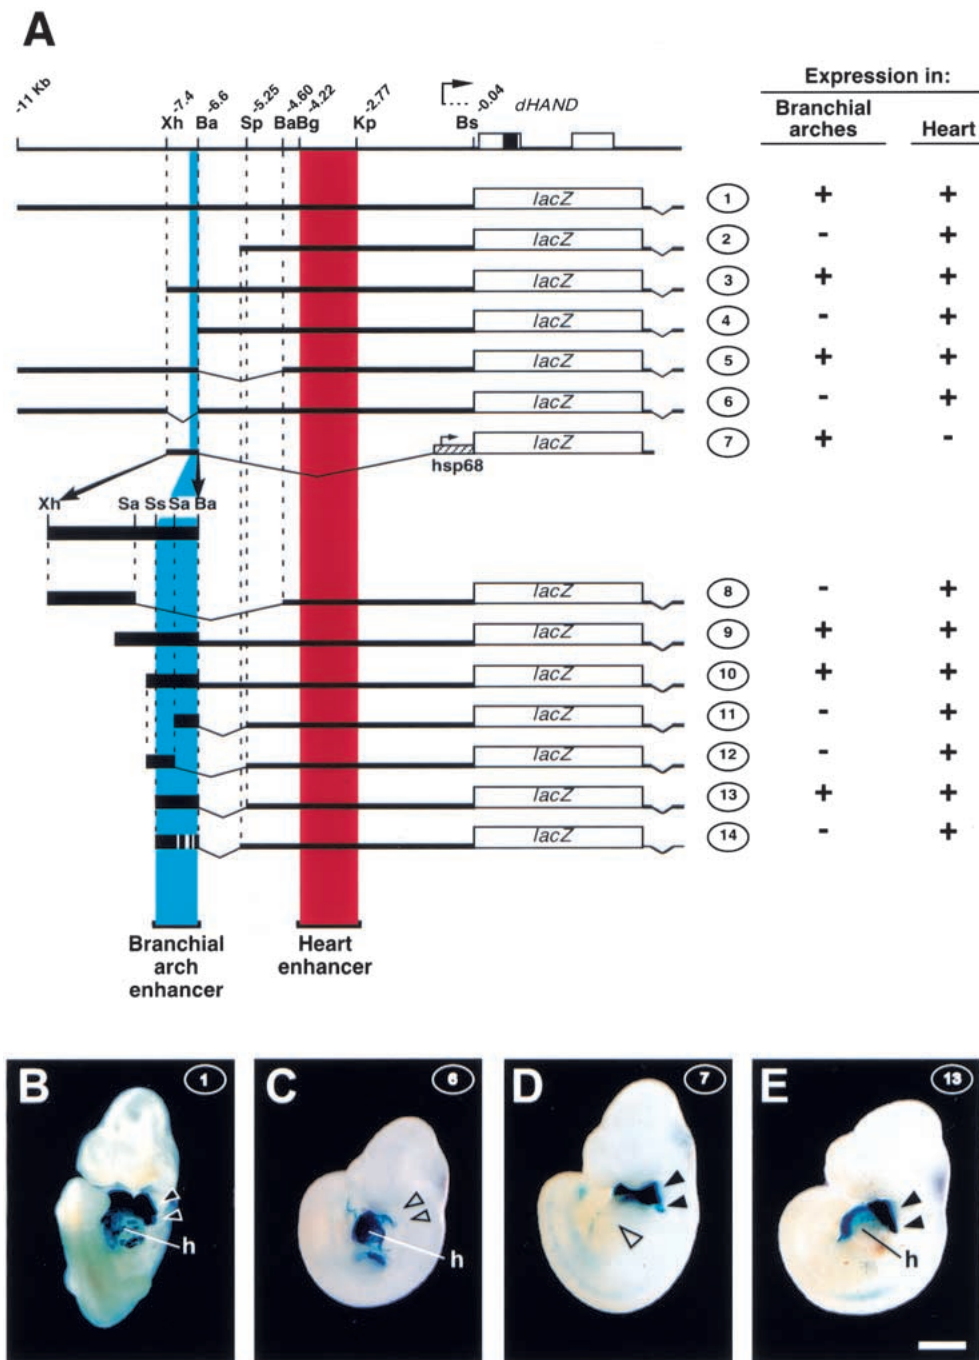 A
-11 Kb -7.4 -6.6 -5.25 -4.60 -4.22 -2.77 -0.04 dHAND
Xh Ba Sp BaBg Kp Bs
Expression in:
Branchial arches Heart
lacZ 1 + +
lacZ 2 - +
lacZ 3 + +
lacZ 4 - +
lacZ 5 + +
lacZ 6 - +
lacZ 7 + -
hsp68
Xh Sa Ss Sa Ba
lacZ 8 - +
lacZ 9 + +
lacZ 10 + +
lacZ 11 - +
lacZ 12 - +
lacZ 13 + +
lacZ 14 - +
Branchial
arch
enhancer
Heart
enhancer
B 1 h
C 6 h
D 7
E 13 h